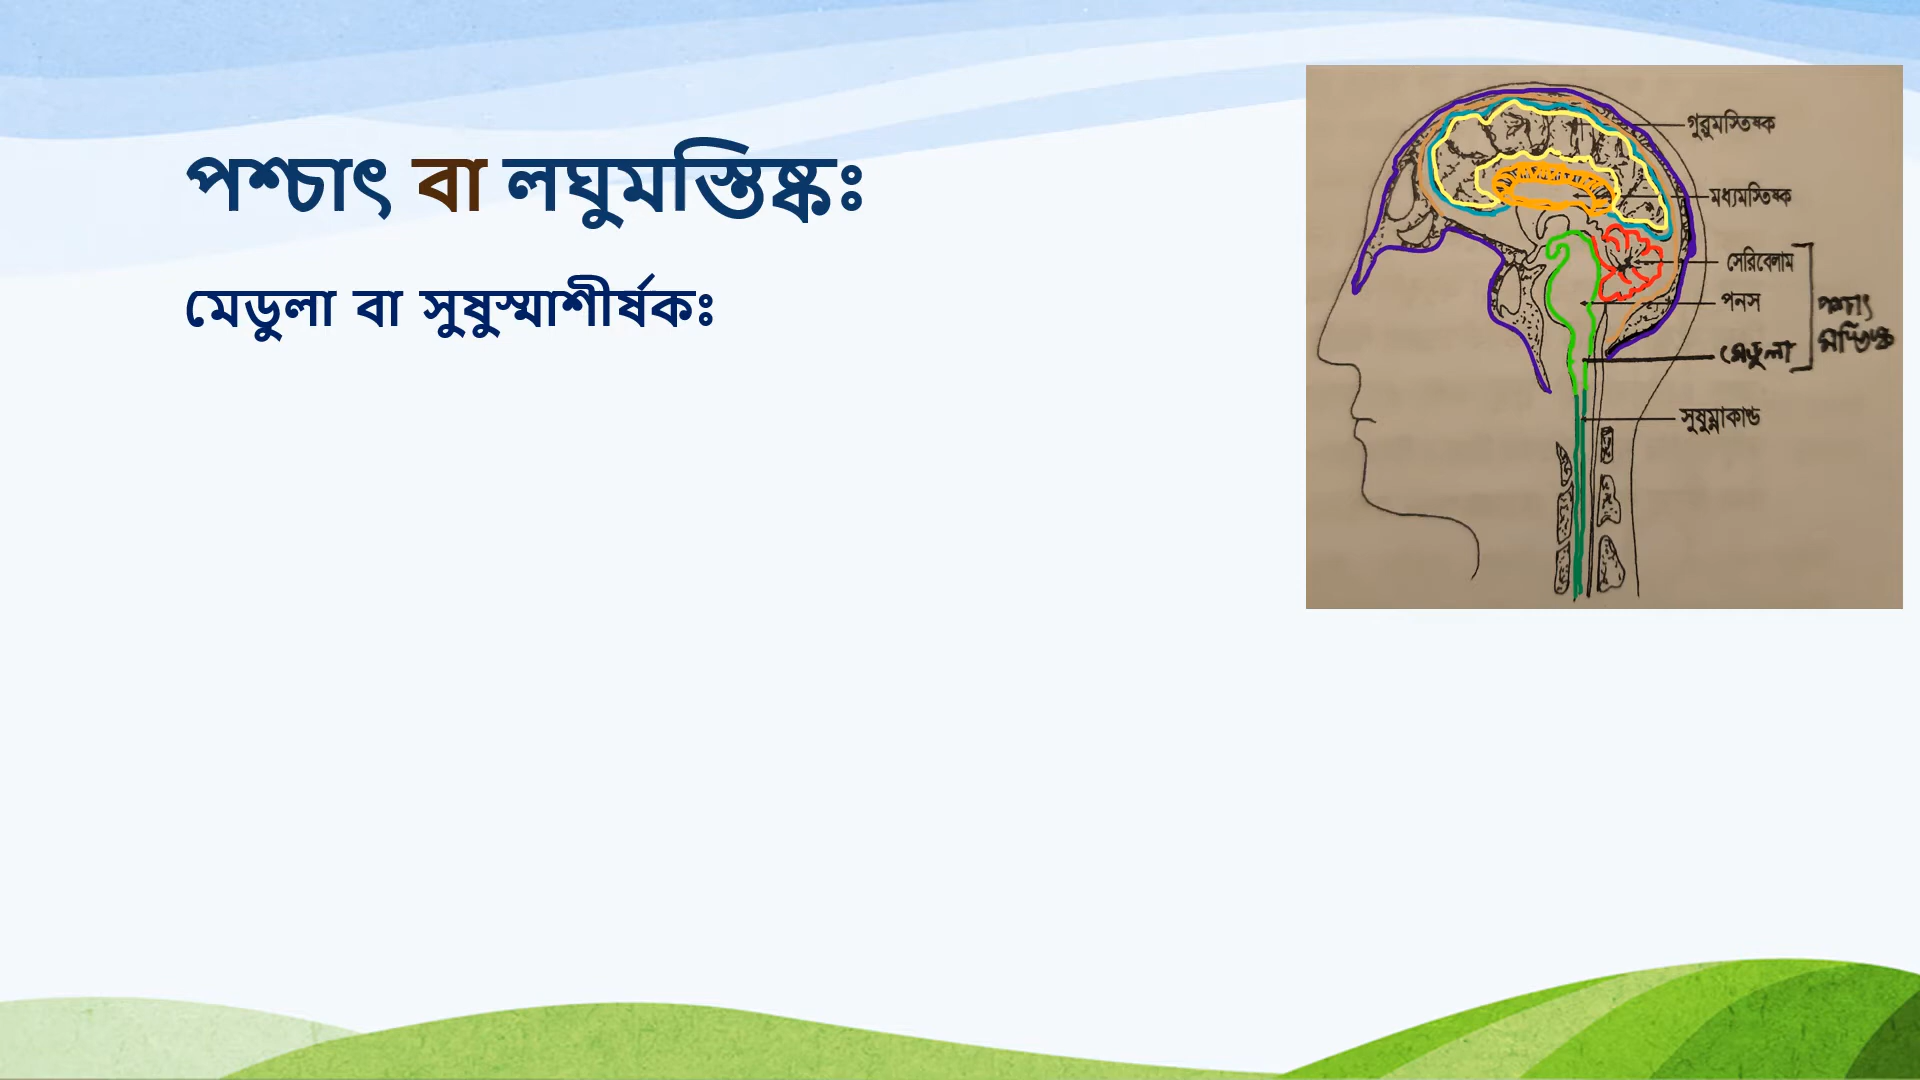 পশ্চাৎ বা লঘুমস্তিষ্কঃ
মেডুলা বা সুষুস্মাশীর্ষকঃ
গুরুমস্তিষ্ক
মধ্যমস্তিষ্ক
সেরিবেলাম
পনস
মেডুলা
পশ্চাৎ
মস্তিষ্ক
সুষুম্নাকাণ্ড